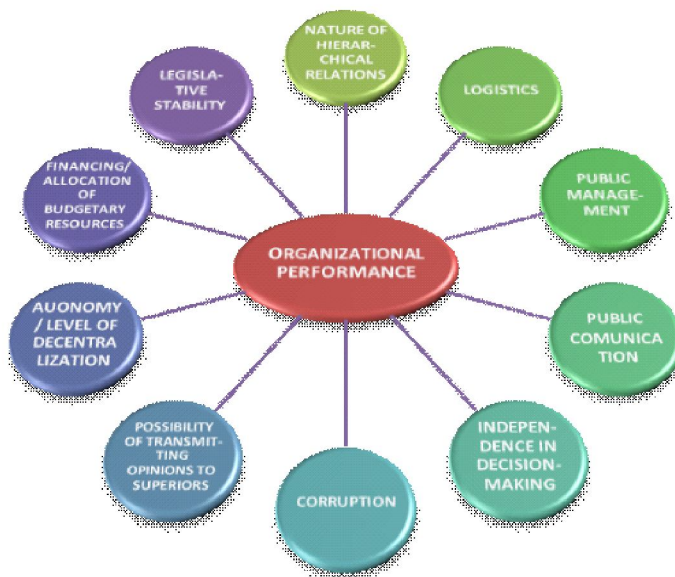 NATURE OF
HIERAR-
CHICAL
RELATIONS
LOGISTICS
PUBLIC
MANAGE-
MENT
PUBLIC
COMUNICA
TION
INDEPEN-
DENCE IN
DECISION-
MAKING
CORRUPTION
POSSIBILITY
OF TRANSMIT-
TING
OPINIONS TO
SUPERIORS
AUONOMY
/ LEVEL OF
DECENTRA
LIZATION
FINANCING/
ALLOCATION
OF
BUDGETARY
RESOURCES
LEGISLA-
TIVE
STABILITY
ORGANIZATIONAL
PERFORMANCE